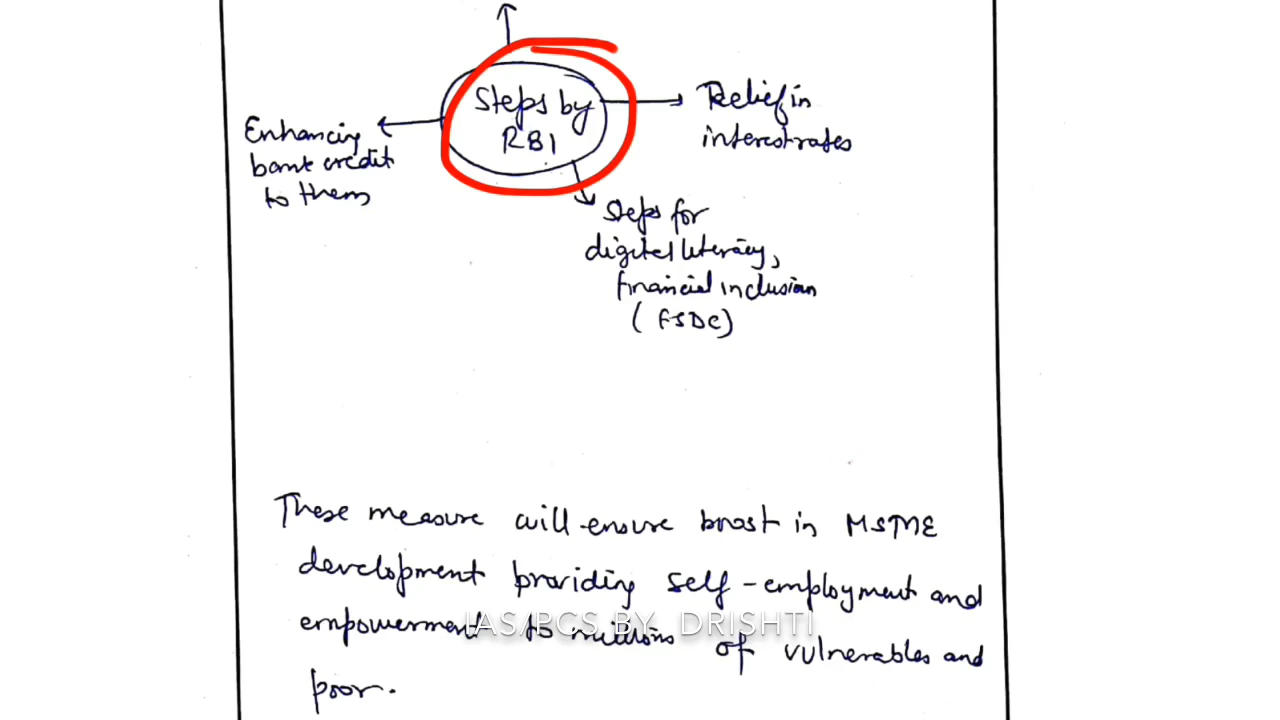 Steps by
RBI
Relief in
interest rates
Enhancing
bank credit
to them
Steps for
digital literacy,
financial inclusion
(FSDC)
These measure will ensure boost in MSME
development providing self-employment and
empowerment to millions of vulnerables and
poor.
IAS/PCS BY DRISHTI